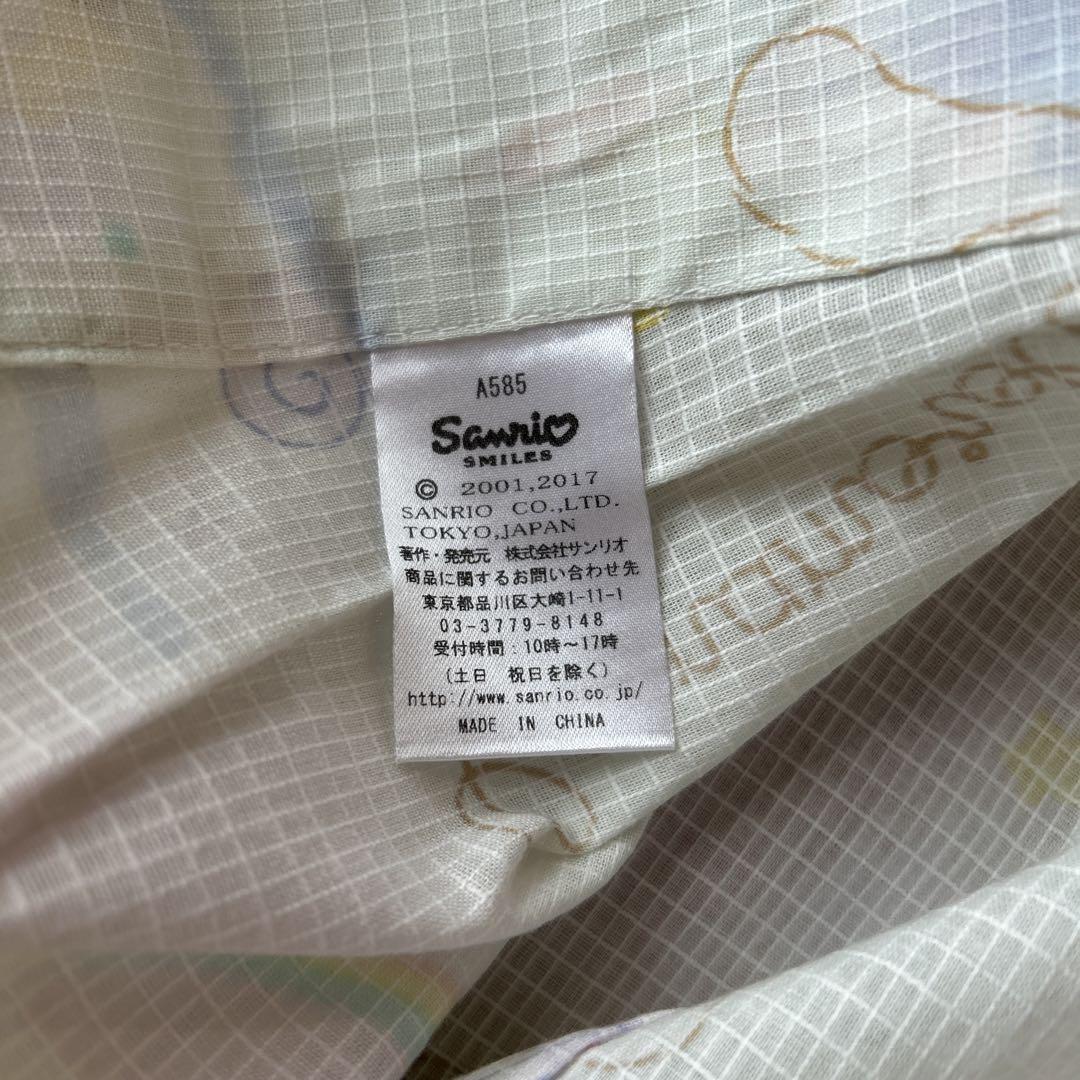 A585
Sanrio
SMILES
© 2001,2017
SANRIO CO.,LTD.
TOKYO,JAPAN
著作・発売元 株式会社サンリオ
商品に関するお問い合わせ先
東京都品川区大崎1-11-1
03-3779-8148
受付時間：10時～17時
（土日 祝日を除く）
http://www.sanrio.co.jp/
MADE IN CHINA